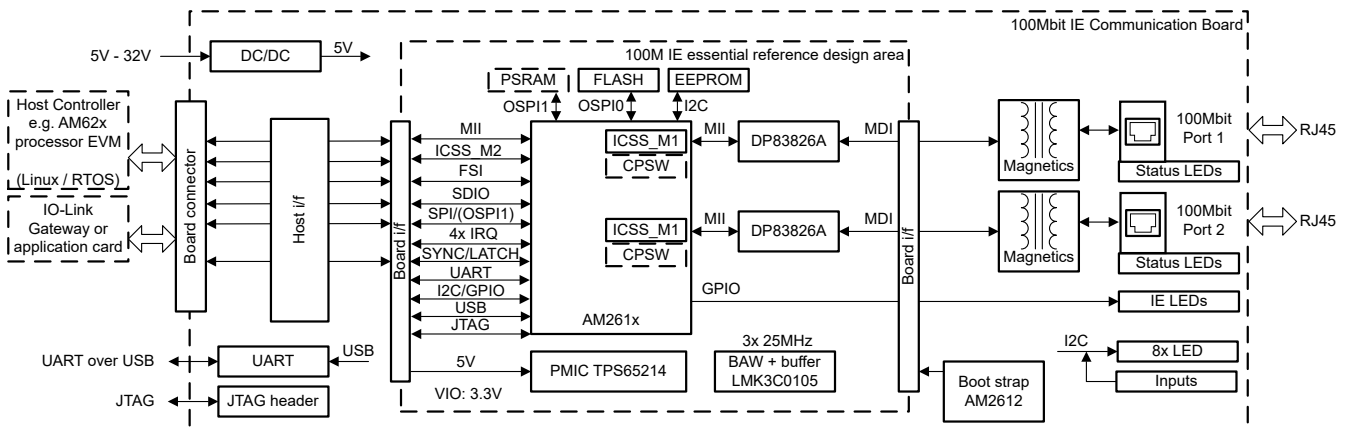 100Mbit IE Communication Board
5V - 32V
DC/DC
5V
100M IE essential reference design area
PSRAM
FLASH
EEPROM
OSPI1
OSPI0
I2C
Host Controller
e.g. AM62x
processor EVM
(Linux / RTOS)
IO-Link
Gateway or
application card
Board connector
Host i/f
Board i/f
MII
ICSS_M2
FSI
SDIO
SPI/(OSPI1)
4x IRQ
SYNC/LATCH
UART
I2C/GPIO
USB
JTAG
ICSS_M1
CPSW
ICSS_M1
CPSW
AM261x
MII
DP83826A
MDI
MII
DP83826A
MDI
GPIO
Board i/f
Magnetics
100Mbit
Port 1
Status LEDs
RJ45
Magnetics
100Mbit
Port 2
Status LEDs
RJ45
IE LEDs
UART over USB
UART
USB
JTAG
JTAG header
5V
VIO: 3.3V
PMIC TPS65214
3x 25MHz
BAW + buffer
LMK3C0105
Boot strap
AM2612
I2C
8x LED
Inputs